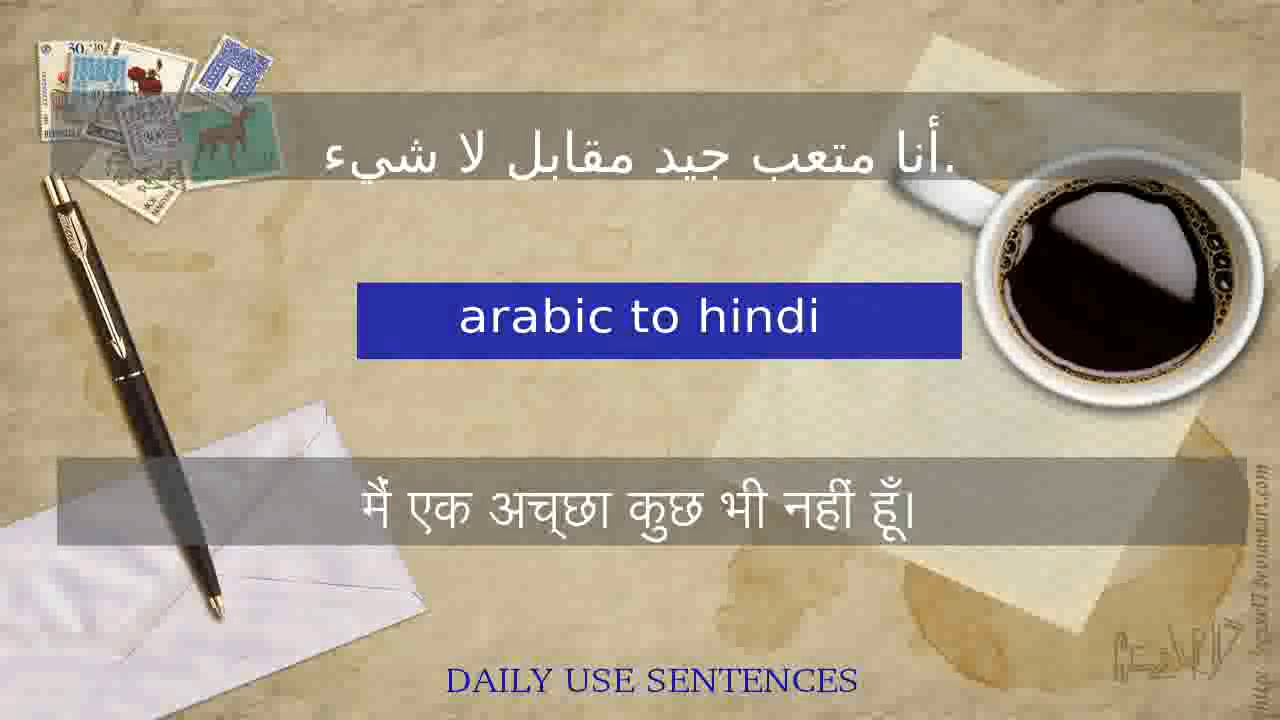 أنا متعب جيد مقابل لا شيء.
arabic to hindi
मैं एक अच्छा कुछ भी नहीं हूँ।
DAILY USE SENTENCES